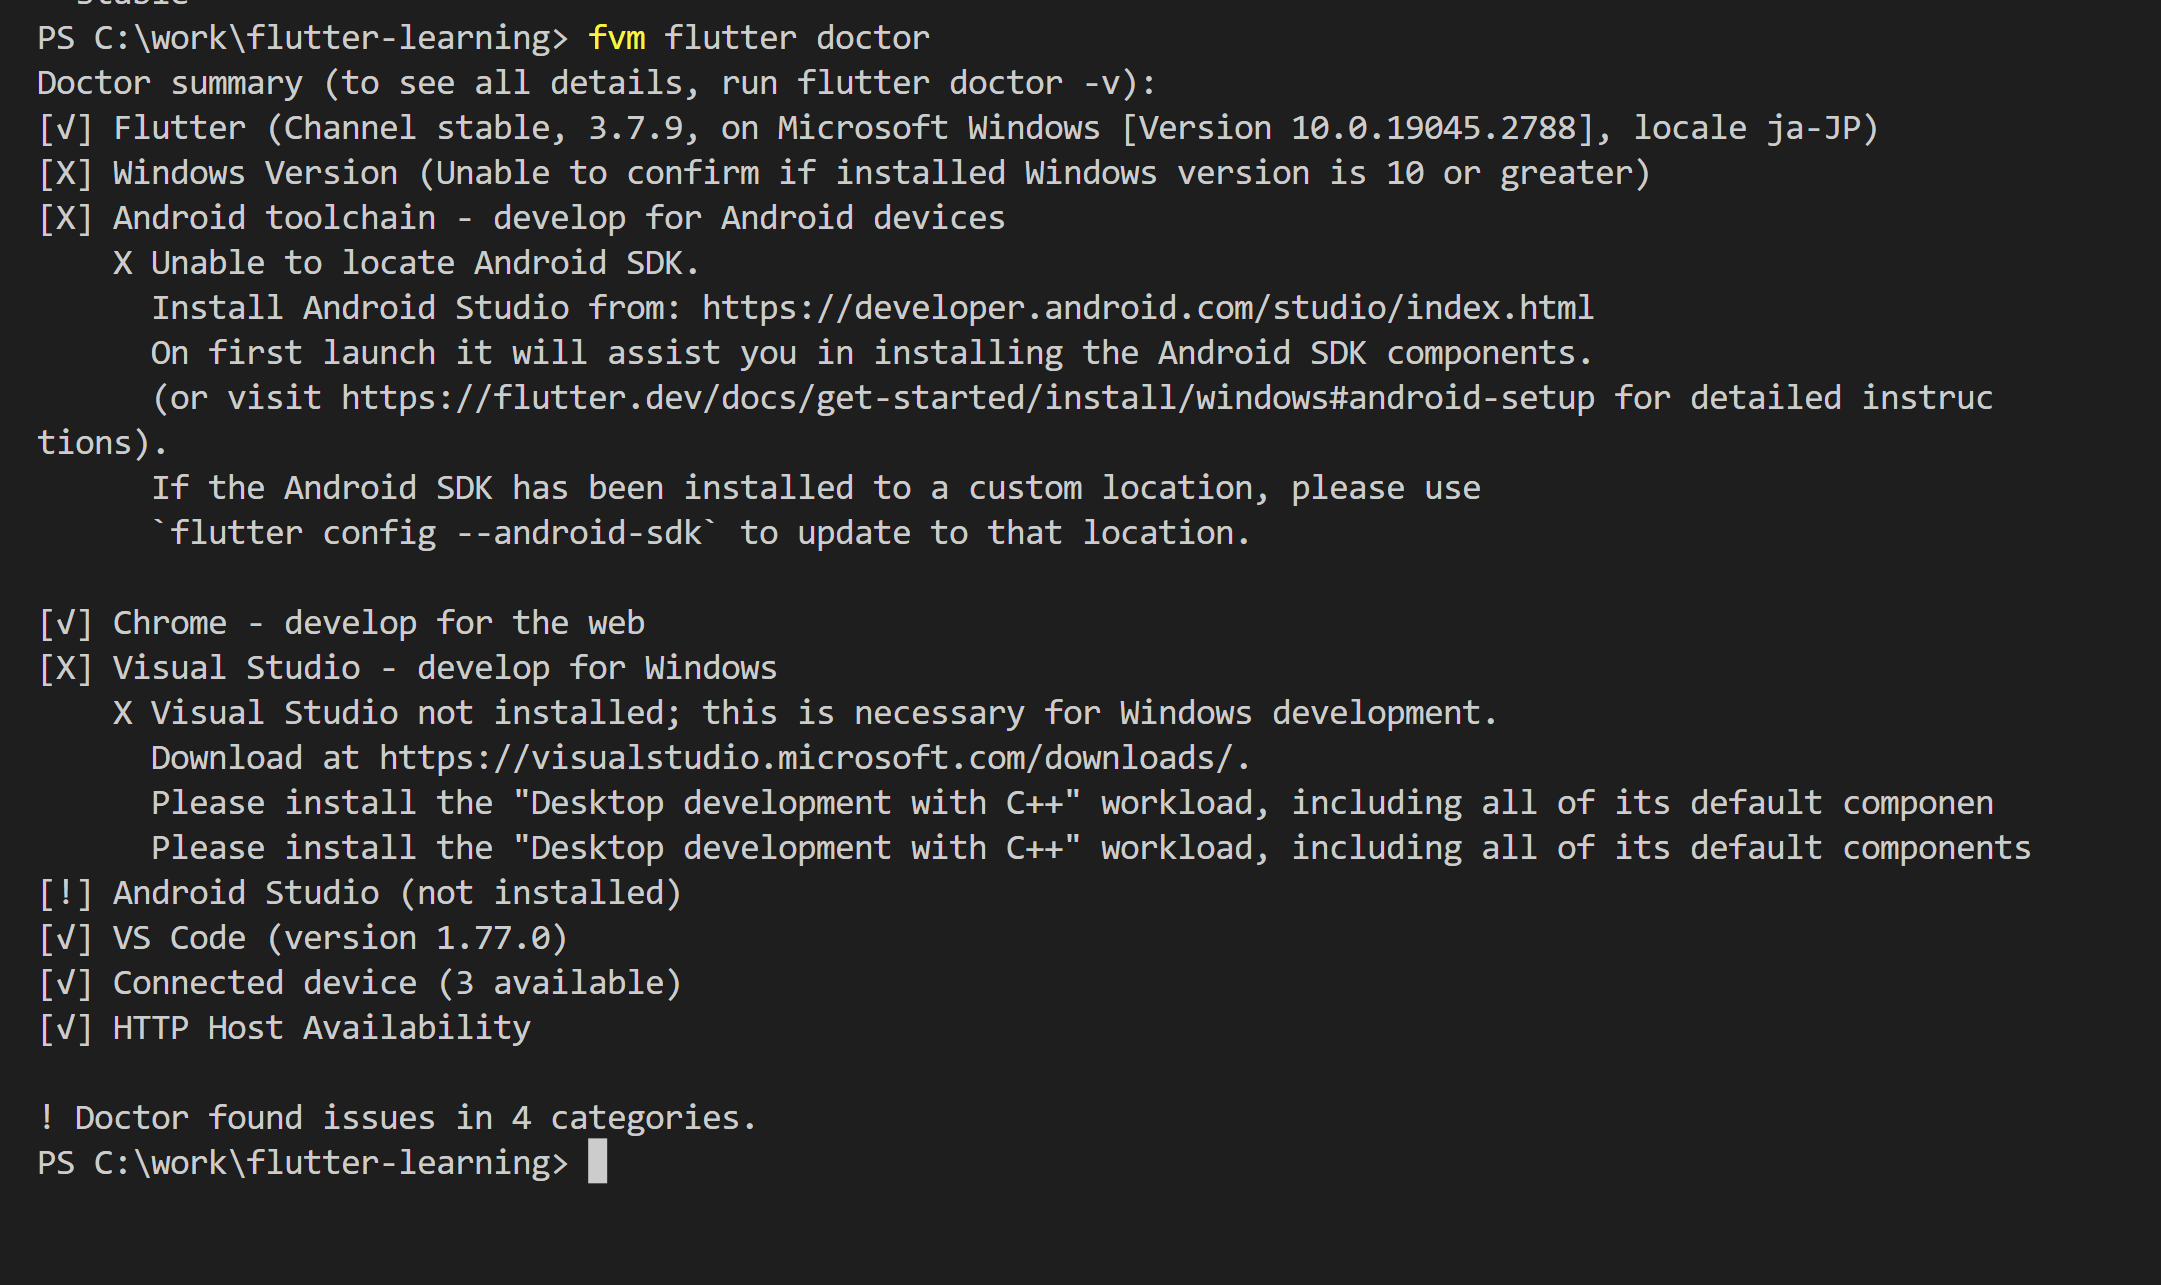 stable
PS C:\work\flutter-learning> fvm flutter doctor
Doctor summary (to see all details, run flutter doctor -v):
[√] Flutter (Channel stable, 3.7.9, on Microsoft Windows [Version 10.0.19045.2788], locale ja-JP)
[X] Windows Version (Unable to confirm if installed Windows version is 10 or greater)
[X] Android toolchain - develop for Android devices
    X Unable to locate Android SDK.
      Install Android Studio from: https://developer.android.com/studio/index.html
      On first launch it will assist you in installing the Android SDK components.
      (or visit https://flutter.dev/docs/get-started/install/windows#android-setup for detailed instruc
tions).
      If the Android SDK has been installed to a custom location, please use
      `flutter config --android-sdk` to update to that location.

[√] Chrome - develop for the web
[X] Visual Studio - develop for Windows
    X Visual Studio not installed; this is necessary for Windows development.
      Download at https://visualstudio.microsoft.com/downloads/.
      Please install the "Desktop development with C++" workload, including all of its default componen
      Please install the "Desktop development with C++" workload, including all of its default components
[!] Android Studio (not installed)
[√] VS Code (version 1.77.0)
[√] Connected device (3 available)
[√] HTTP Host Availability

! Doctor found issues in 4 categories.
PS C:\work\flutter-learning>